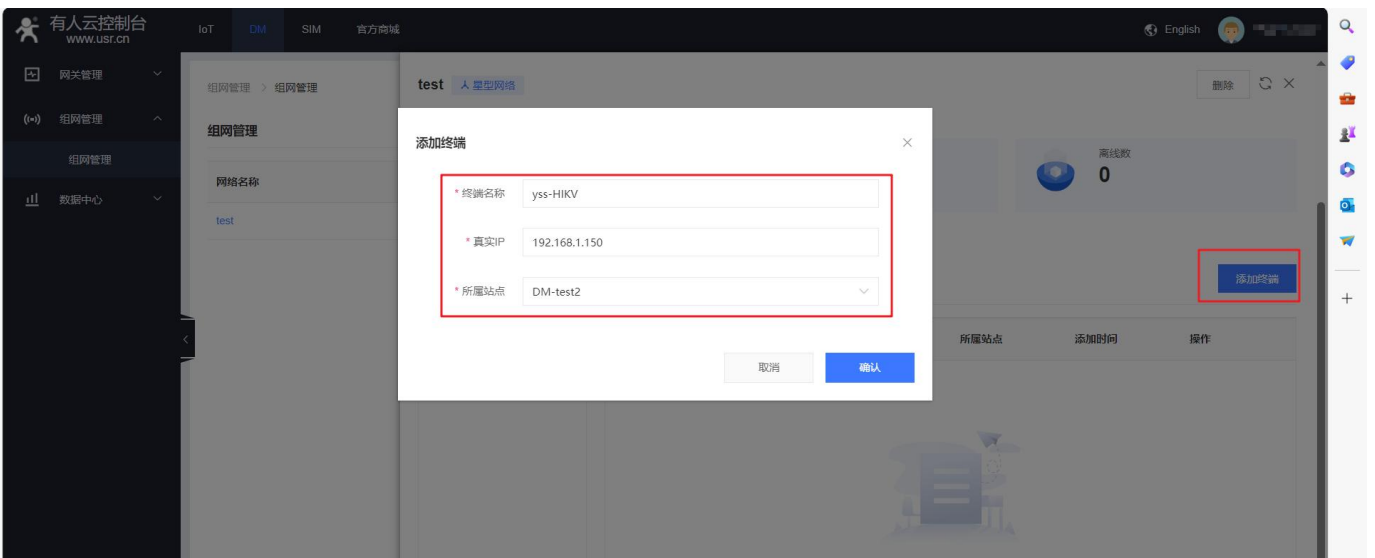 有人云控制台
www.usr.cn
IoT
DM
SIM
官方商城
English
网关管理
组网管理
组网管理
数据中心
组网管理 > 组网管理
组网管理
网络名称
test
test 人星型网络
删除
离线数
0
添加终端
添加终端
* 终端名称 yss-HIKV
* 真实IP 192.168.1.150
* 所属站点 DM-test2
取消
确认
所属站点
添加时间
操作